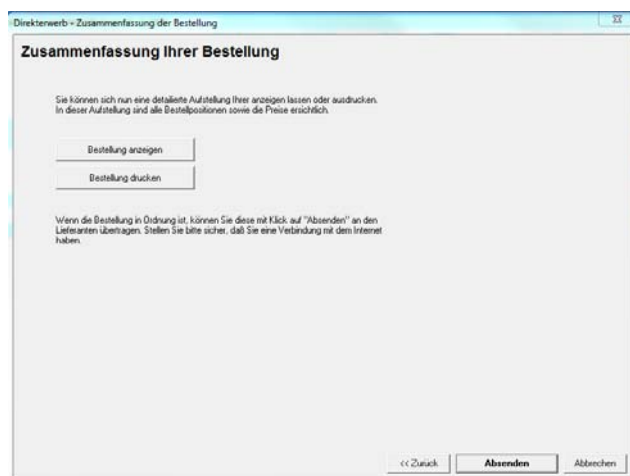 Direkterwerb - Zusammenfassung der Bestellung
Zusammenfassung Ihrer Bestellung
Sie können sich nun eine detailierte Aufstellung Ihrer anzeigen lassen oder ausdrucken.
In dieser Aufstellung sind alle Bestellpositionen sowie die Preise ersichtlich.
Bestellung anzeigen
Bestellung drucken
Wenn die Bestellung in Ordnung ist, können Sie diese mit Klick auf "Absenden" an den
Lieferanten übertragen. Stellen Sie bitte sicher, daß Sie eine Verbindung mit dem Internet
haben.
<< Zurück
Absenden
Abbrechen